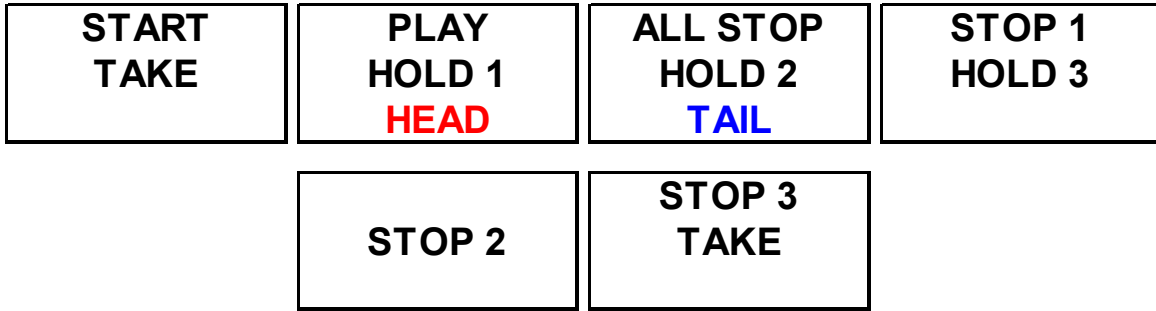 START
TAKE
PLAY
HOLD 1
HEAD
ALL STOP
HOLD 2
TAIL
STOP 1
HOLD 3
STOP 2
STOP 3
TAKE